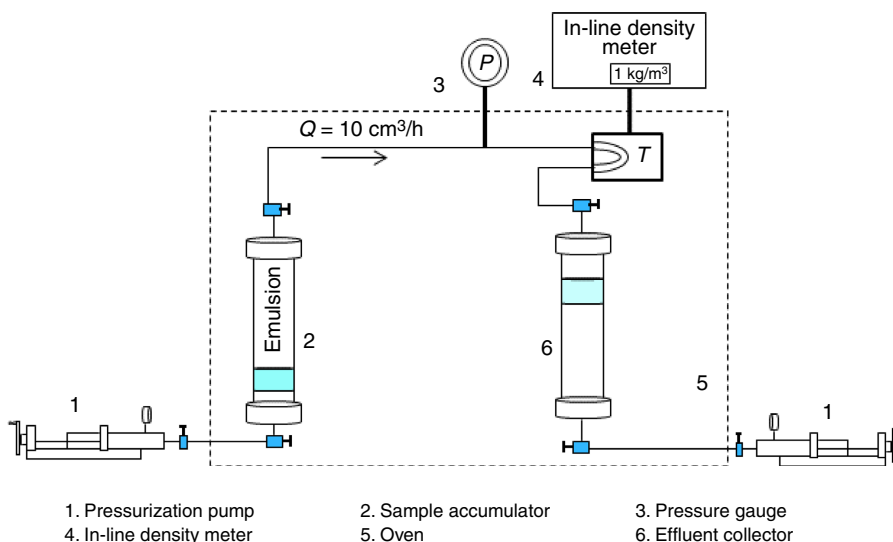 In-line density
meter
1 kg/m³
P
3
4
Q = 10 cm³/h
T
Emulsion
2
6
5
1
1
1. Pressurization pump 2. Sample accumulator 3. Pressure gauge
4. In-line density meter 5. Oven 6. Effluent collector